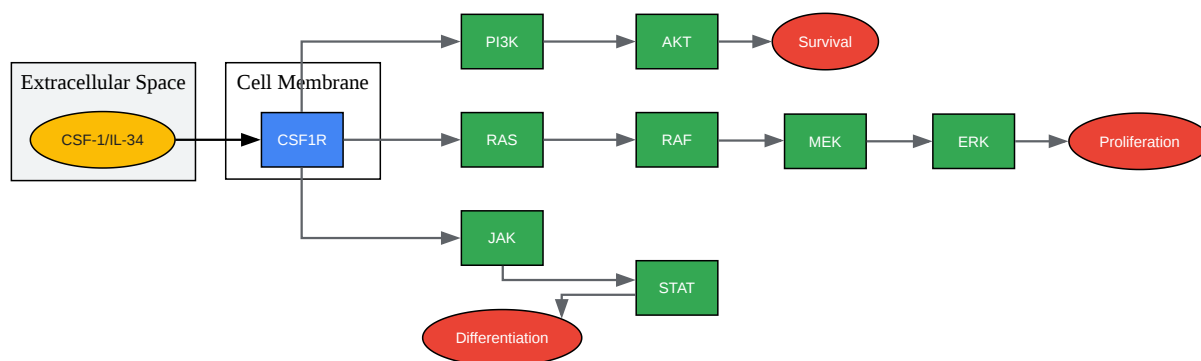 Extracellular Space
Cell Membrane
CSF-1/IL-34
CSF1R
PI3K
AKT
Survival
RAS
RAF
MEK
ERK
Proliferation
JAK
STAT
Differentiation